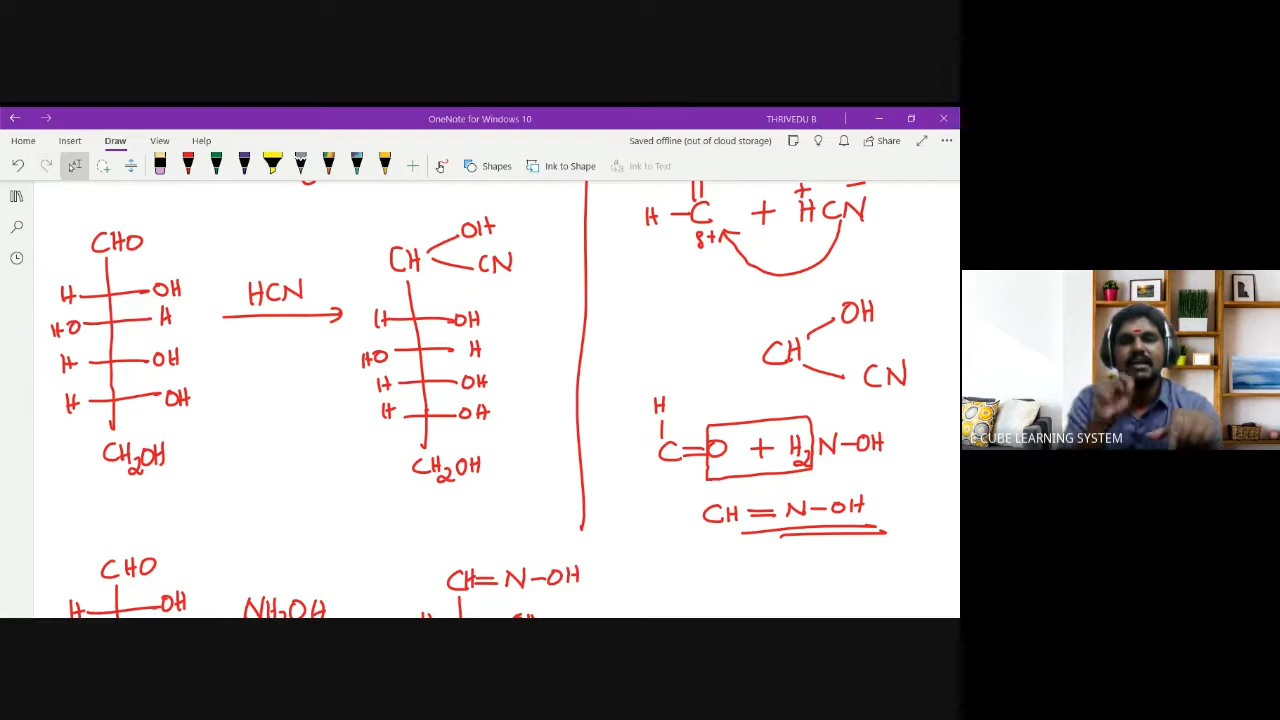 OneNote for Windows 10
THRIVEDU B
Home Insert Draw View Help
Saved offline (out of cloud storage)
Share
Shapes
Ink to Shape
Ink to Text
CHO
H OH
HO H
H OH
H OH
CH2OH
HCN
CH OH
CN
H OH
HO H
H OH
H OH
CH2OH
H - C + HCN
+ −
δ+
CH OH
CN
H
C=O + H2N-OH
CH=N-OH
CHO
H OH
NH2OH
CH=N-OH
C CUBE LEARNING SYSTEM